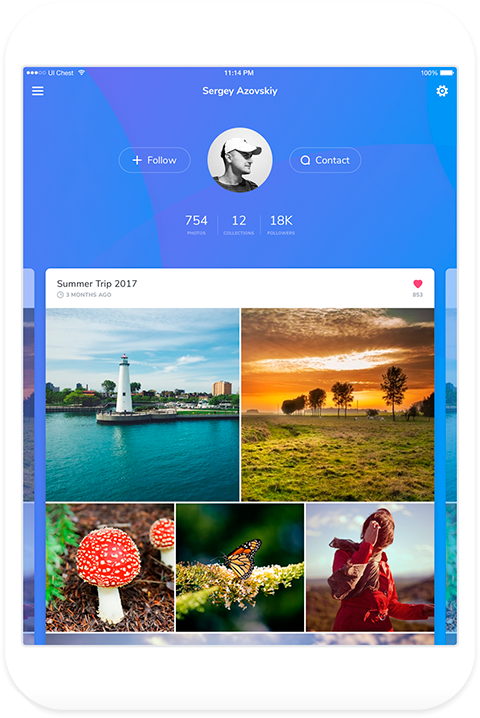 UI Chest 11:14 PM 100%
Sergey Azovskiy
Follow Contact
754 12 18K
PHOTOS COLLECTIONS FOLLOWERS
Summer Trip 2017
3 MONTHS AGO 853